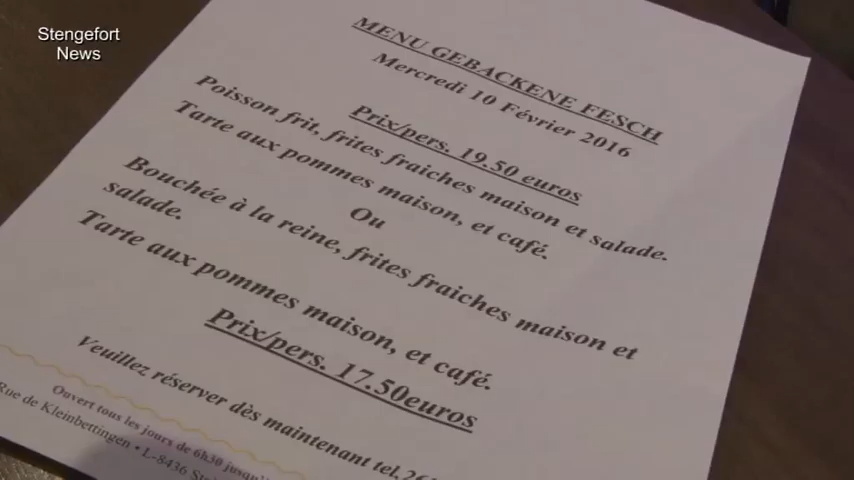 Stengefort
News
MENU GEBACKENE FESCH
Mercredi 10 Février 2016
Prix/pers. 19.50 euros
Poisson frit, frites fraiches maison et salade.
Tarte aux pommes maison, et café.
Ou
Bouchée à la reine, frites fraiches maison et
salade.
Tarte aux pommes maison, et café.
Prix/pers. 17.50euros
Veuillez réserver dès maintenant tel.26
Ouvert tous les jours de 6h30 jusqu'
Rue de Kleinbettingen • L-8436